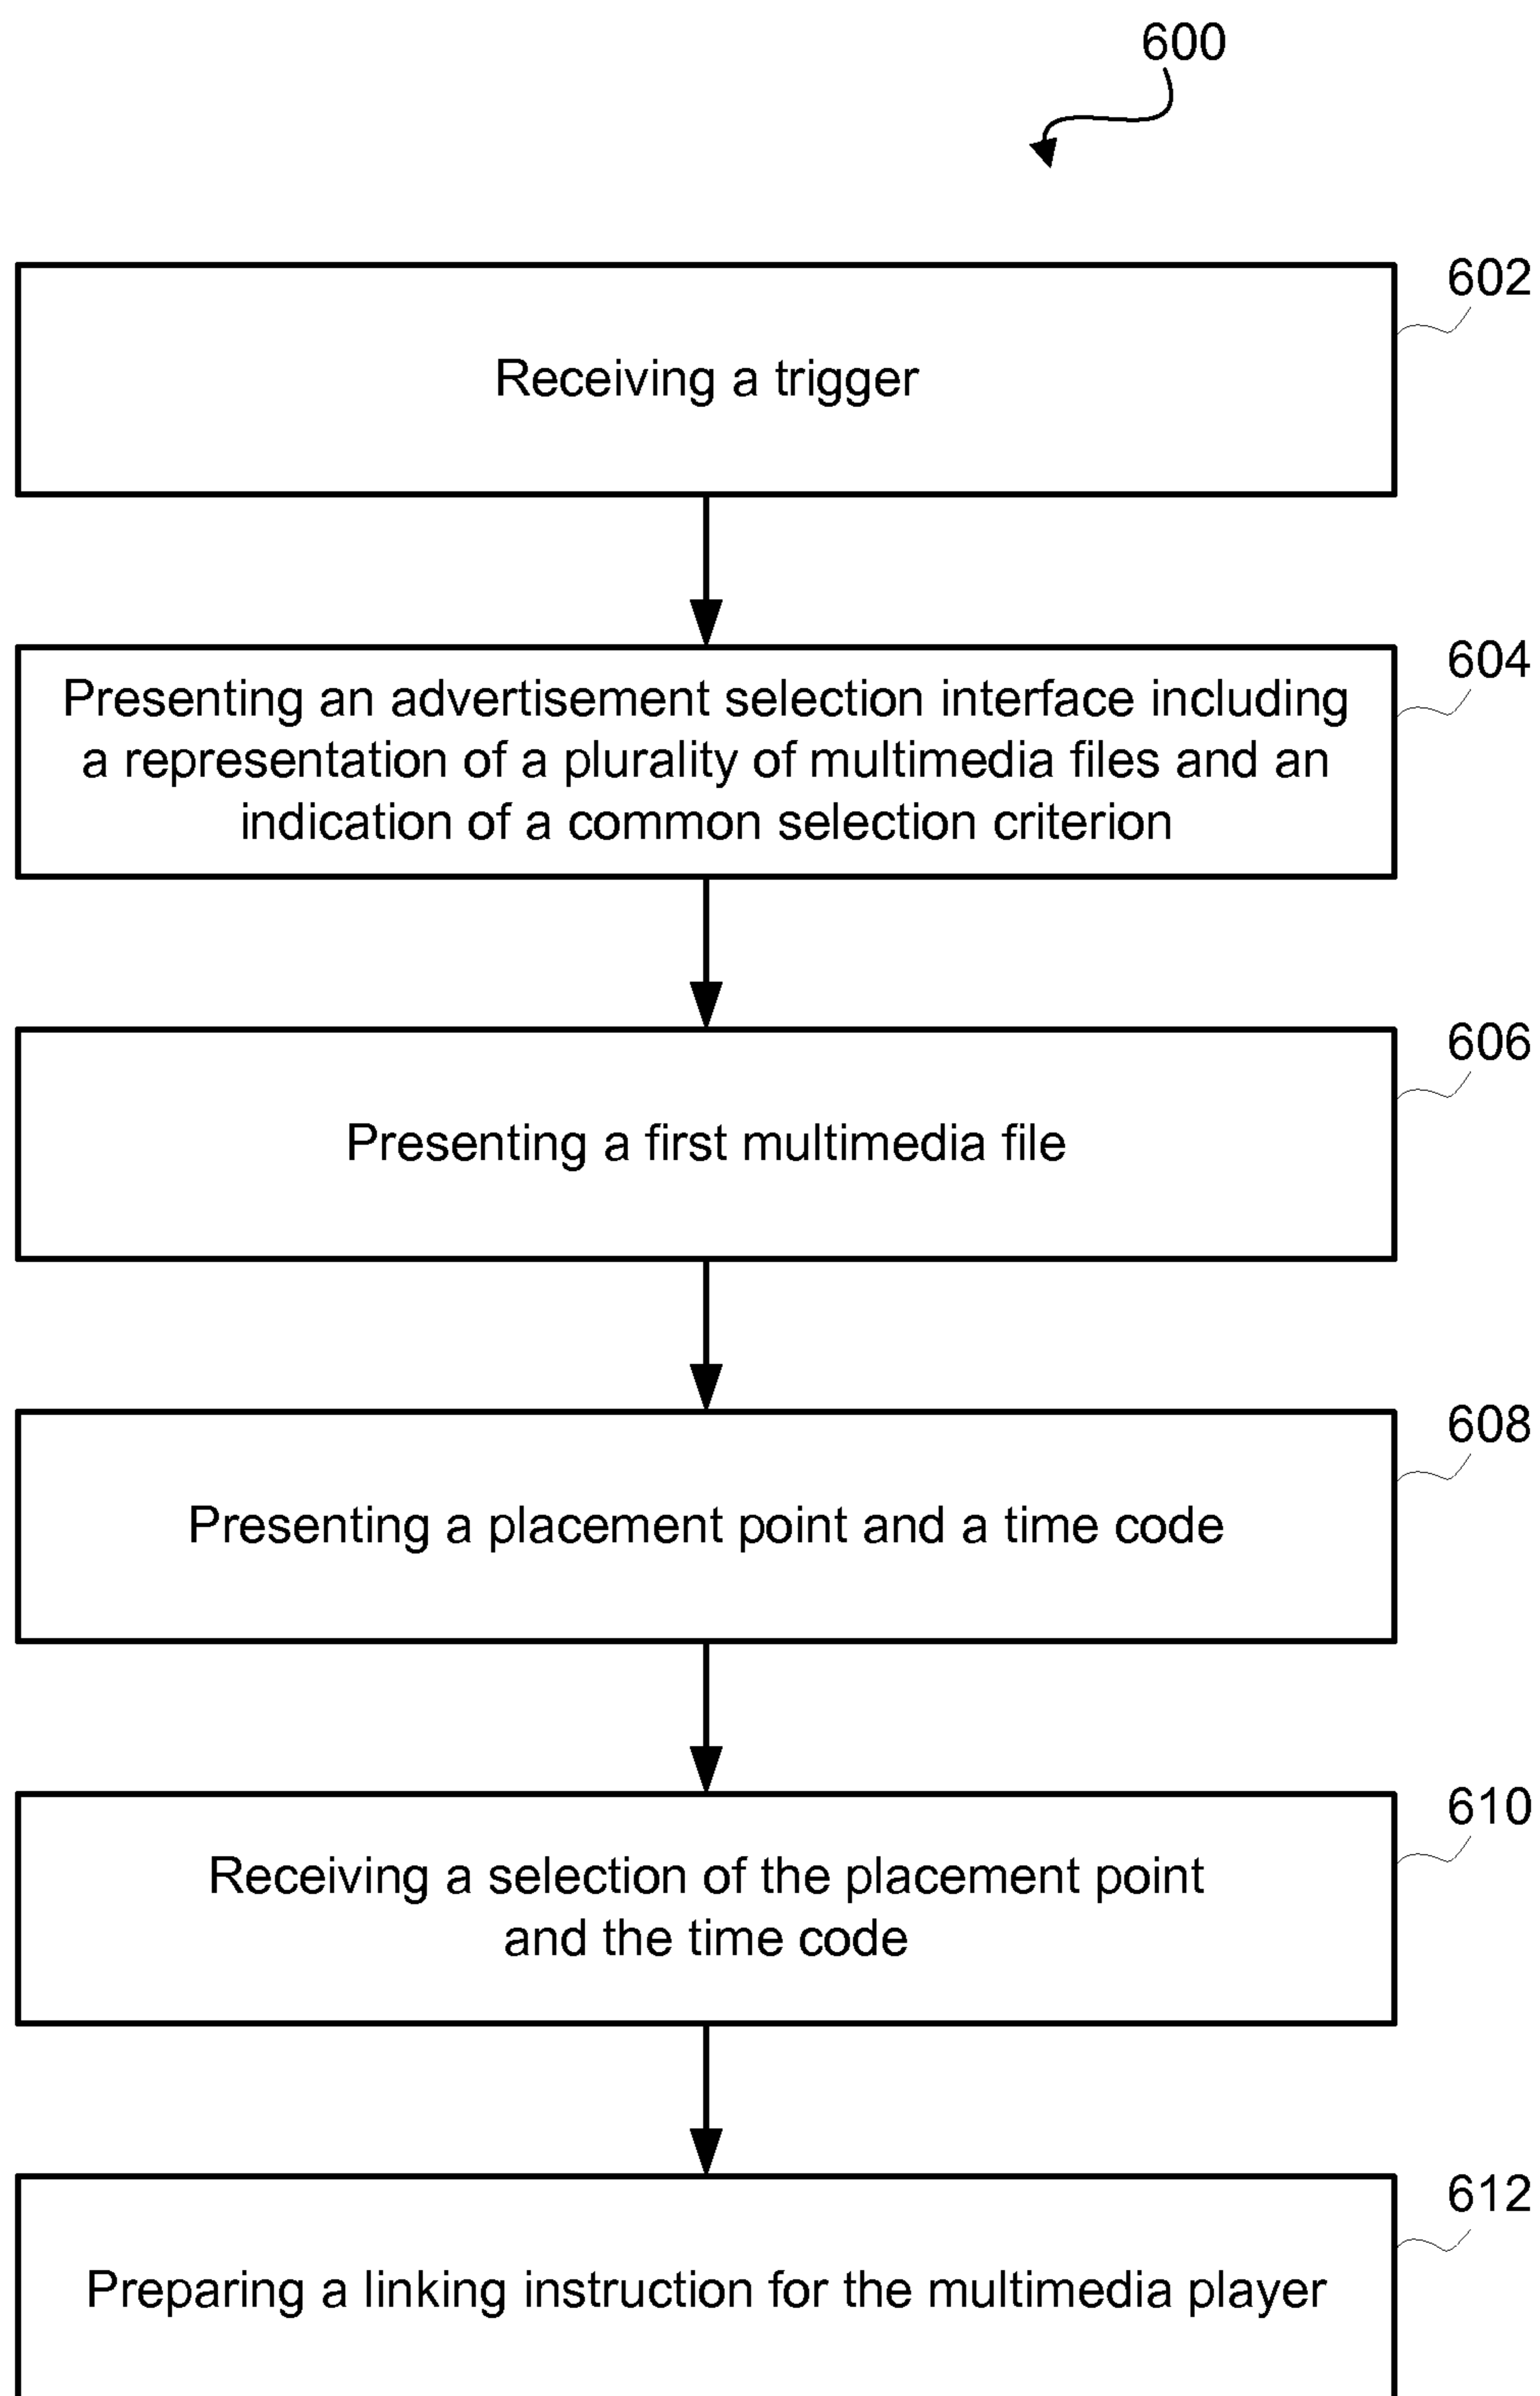 600
602
Receiving a trigger
604
Presenting an advertisement selection interface including
a representation of a plurality of multimedia files and an
indication of a common selection criterion
606
Presenting a first multimedia file
608
Presenting a placement point and a time code
610
Receiving a selection of the placement point
and the time code
612
Preparing a linking instruction for the multimedia player